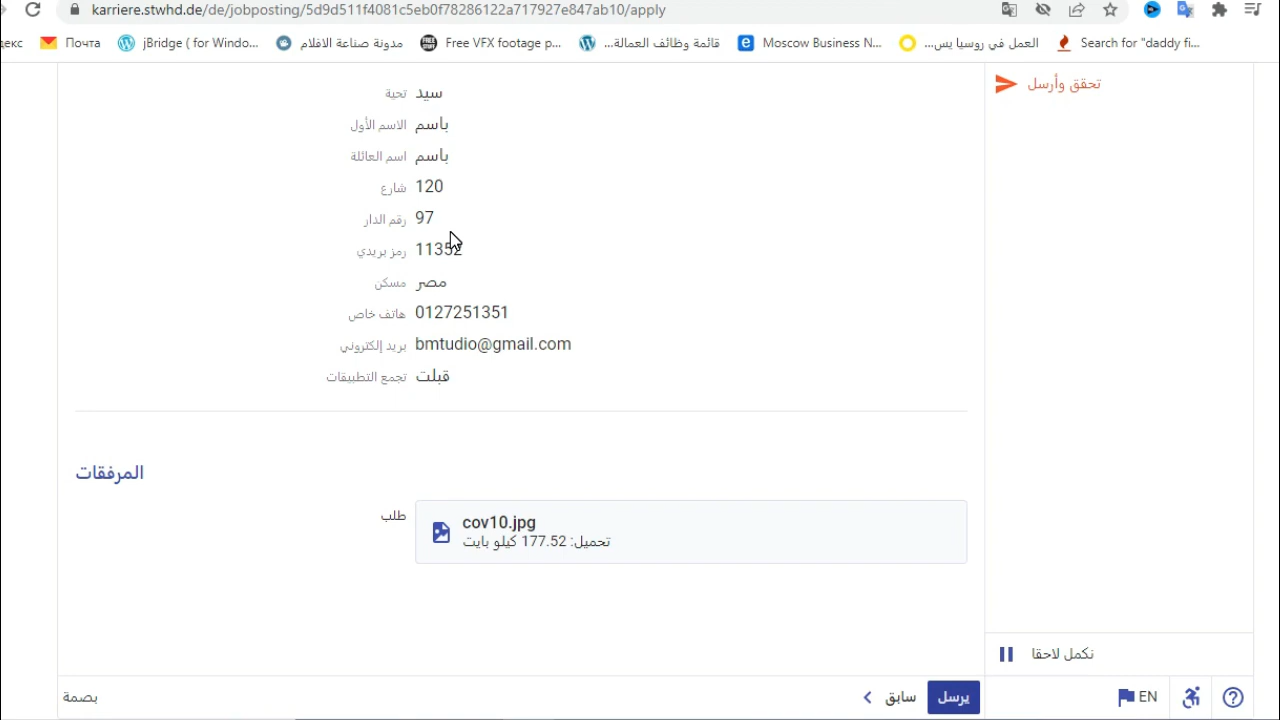 karriere.stwhd.de/de/jobposting/5d9d511f4081c5eb0f78286122a717927e847ab10/apply
екс Почта jBridge ( for Windo... مدونة صناعة الافلام Free VFX footage p... قائمة وظائف العمالة... Moscow Business N... العمل في روسيا يس... Search for "daddy fi...
تحقق وأرسل
تحية سيد
الاسم الأول باسم
اسم العائلة باسم
شارع 120
رقم الدار 97
رمز بريدي 11352
مسكن مصر
هاتف خاص 0127251351
بريد إلكتروني bmtudio@gmail.com
تجمع التطبيقات قبلت
المرفقات
طلب
cov10.jpg
تحميل: 177.52 كيلو بايت
نكمل لاحقا
بصمة
سابق
يرسل
EN